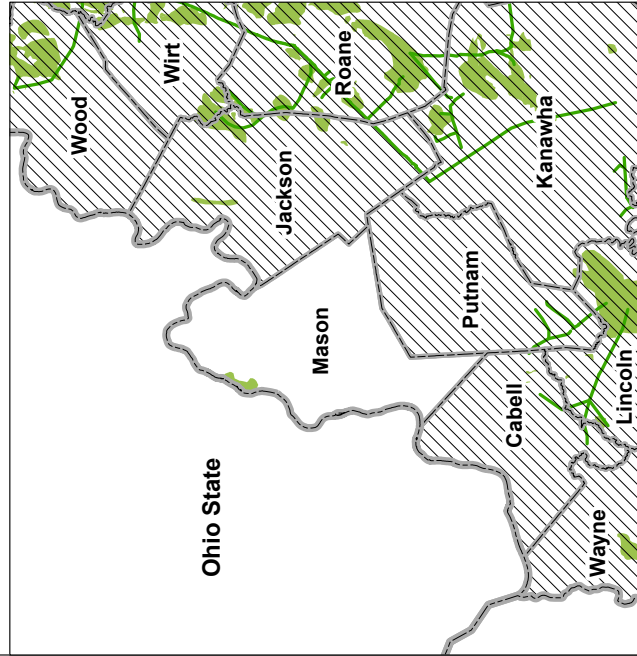 Wood
Wirt
Roane
Jackson
Kanawha
Mason
Putnam
Ohio State
Cabell
Lincoln
Wayne